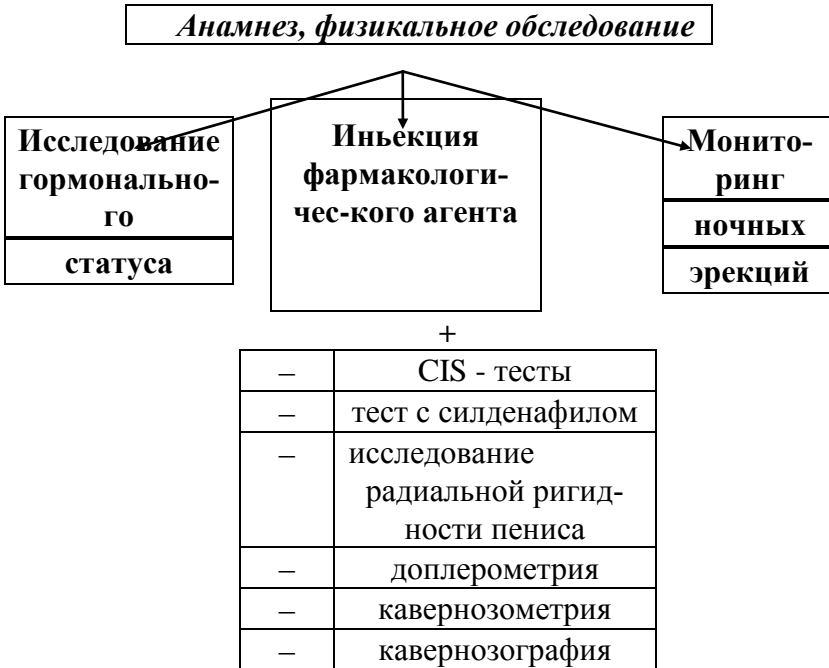 Анамнез, физикальное обследование
Исследование
гормонально-
го
статуса
Иньекция
фармакологи-
чес-кого агента
Монито-
ринг
ночных
эрекций
+
– CIS - тесты
– тест с силденафилом
– исследование
радиальной ригид-
ности пениса
– доплерометрия
– кавернозометрия
– кавернозография